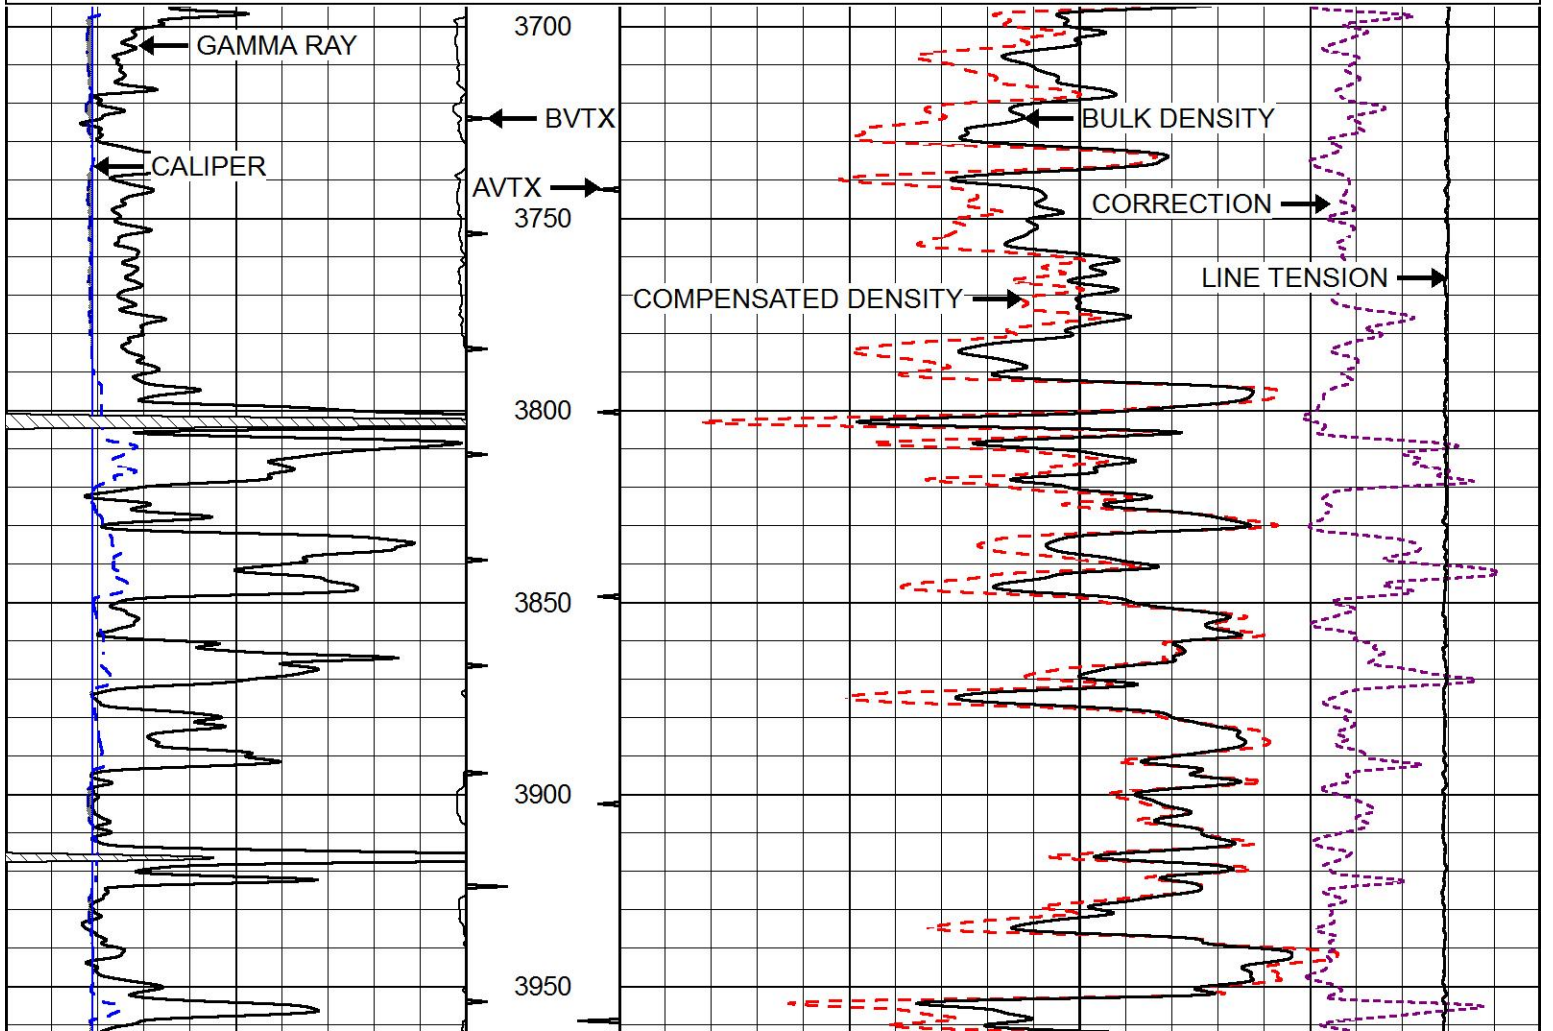 3700
GAMMA RAY
BVTX
BULK DENSITY
CALIPER
AVTX
CORRECTION
3750
LINE TENSION
COMPENSATED DENSITY
3800
3850
3900
3950